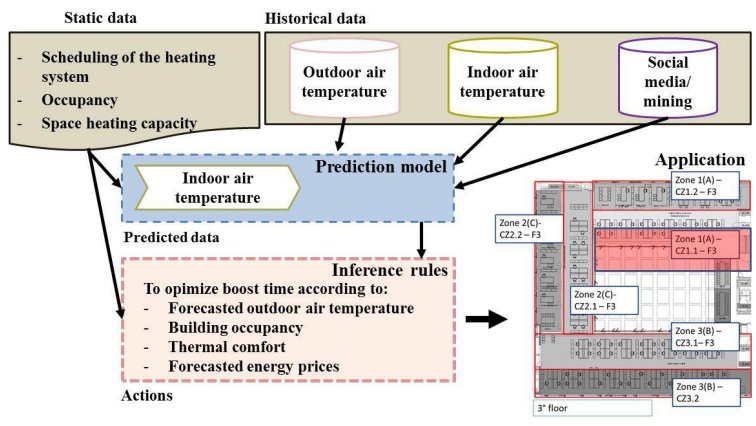 Static data
Historical data
- Scheduling of the heating
system
- Occupancy
- Space heating capacity
Outdoor air
temperature
Indoor air
temperature
Social
media/
mining
Prediction model
Indoor air
temperature
Predicted data
Inference rules
To opimize boost time according to:
- Forecasted outdoor air temperature
- Building occupancy
- Thermal comfort
- Forecasted energy prices
Actions
Application
Zone 1(A) –
CZ1.2 – F3
Zone 2(C)-
CZ2.2 – F3
Zone 1(A) –
CZ1.1 – F3
Zone 2(C)-
CZ2.1 – F3
Zone 3(B) –
CZ3.1– F3
Zone 3(B) –
CZ3.2
3° floor